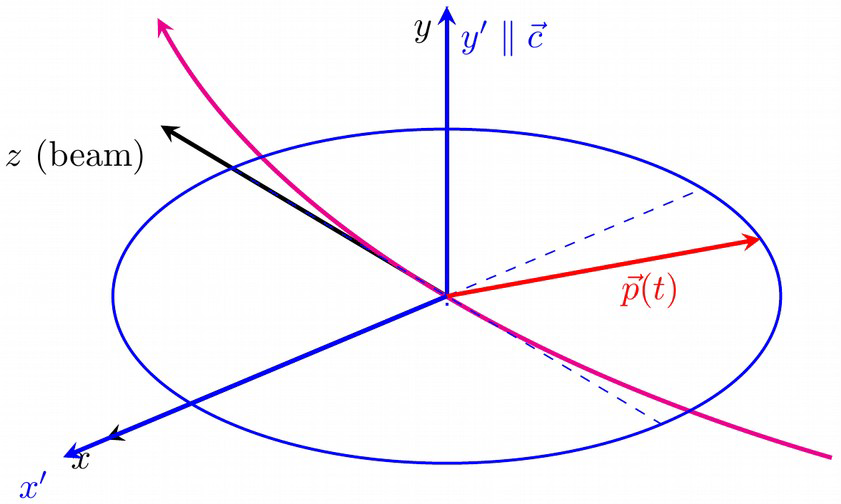 y
y′ ∥ c⃗
z (beam)
p⃗(t)
x
x′